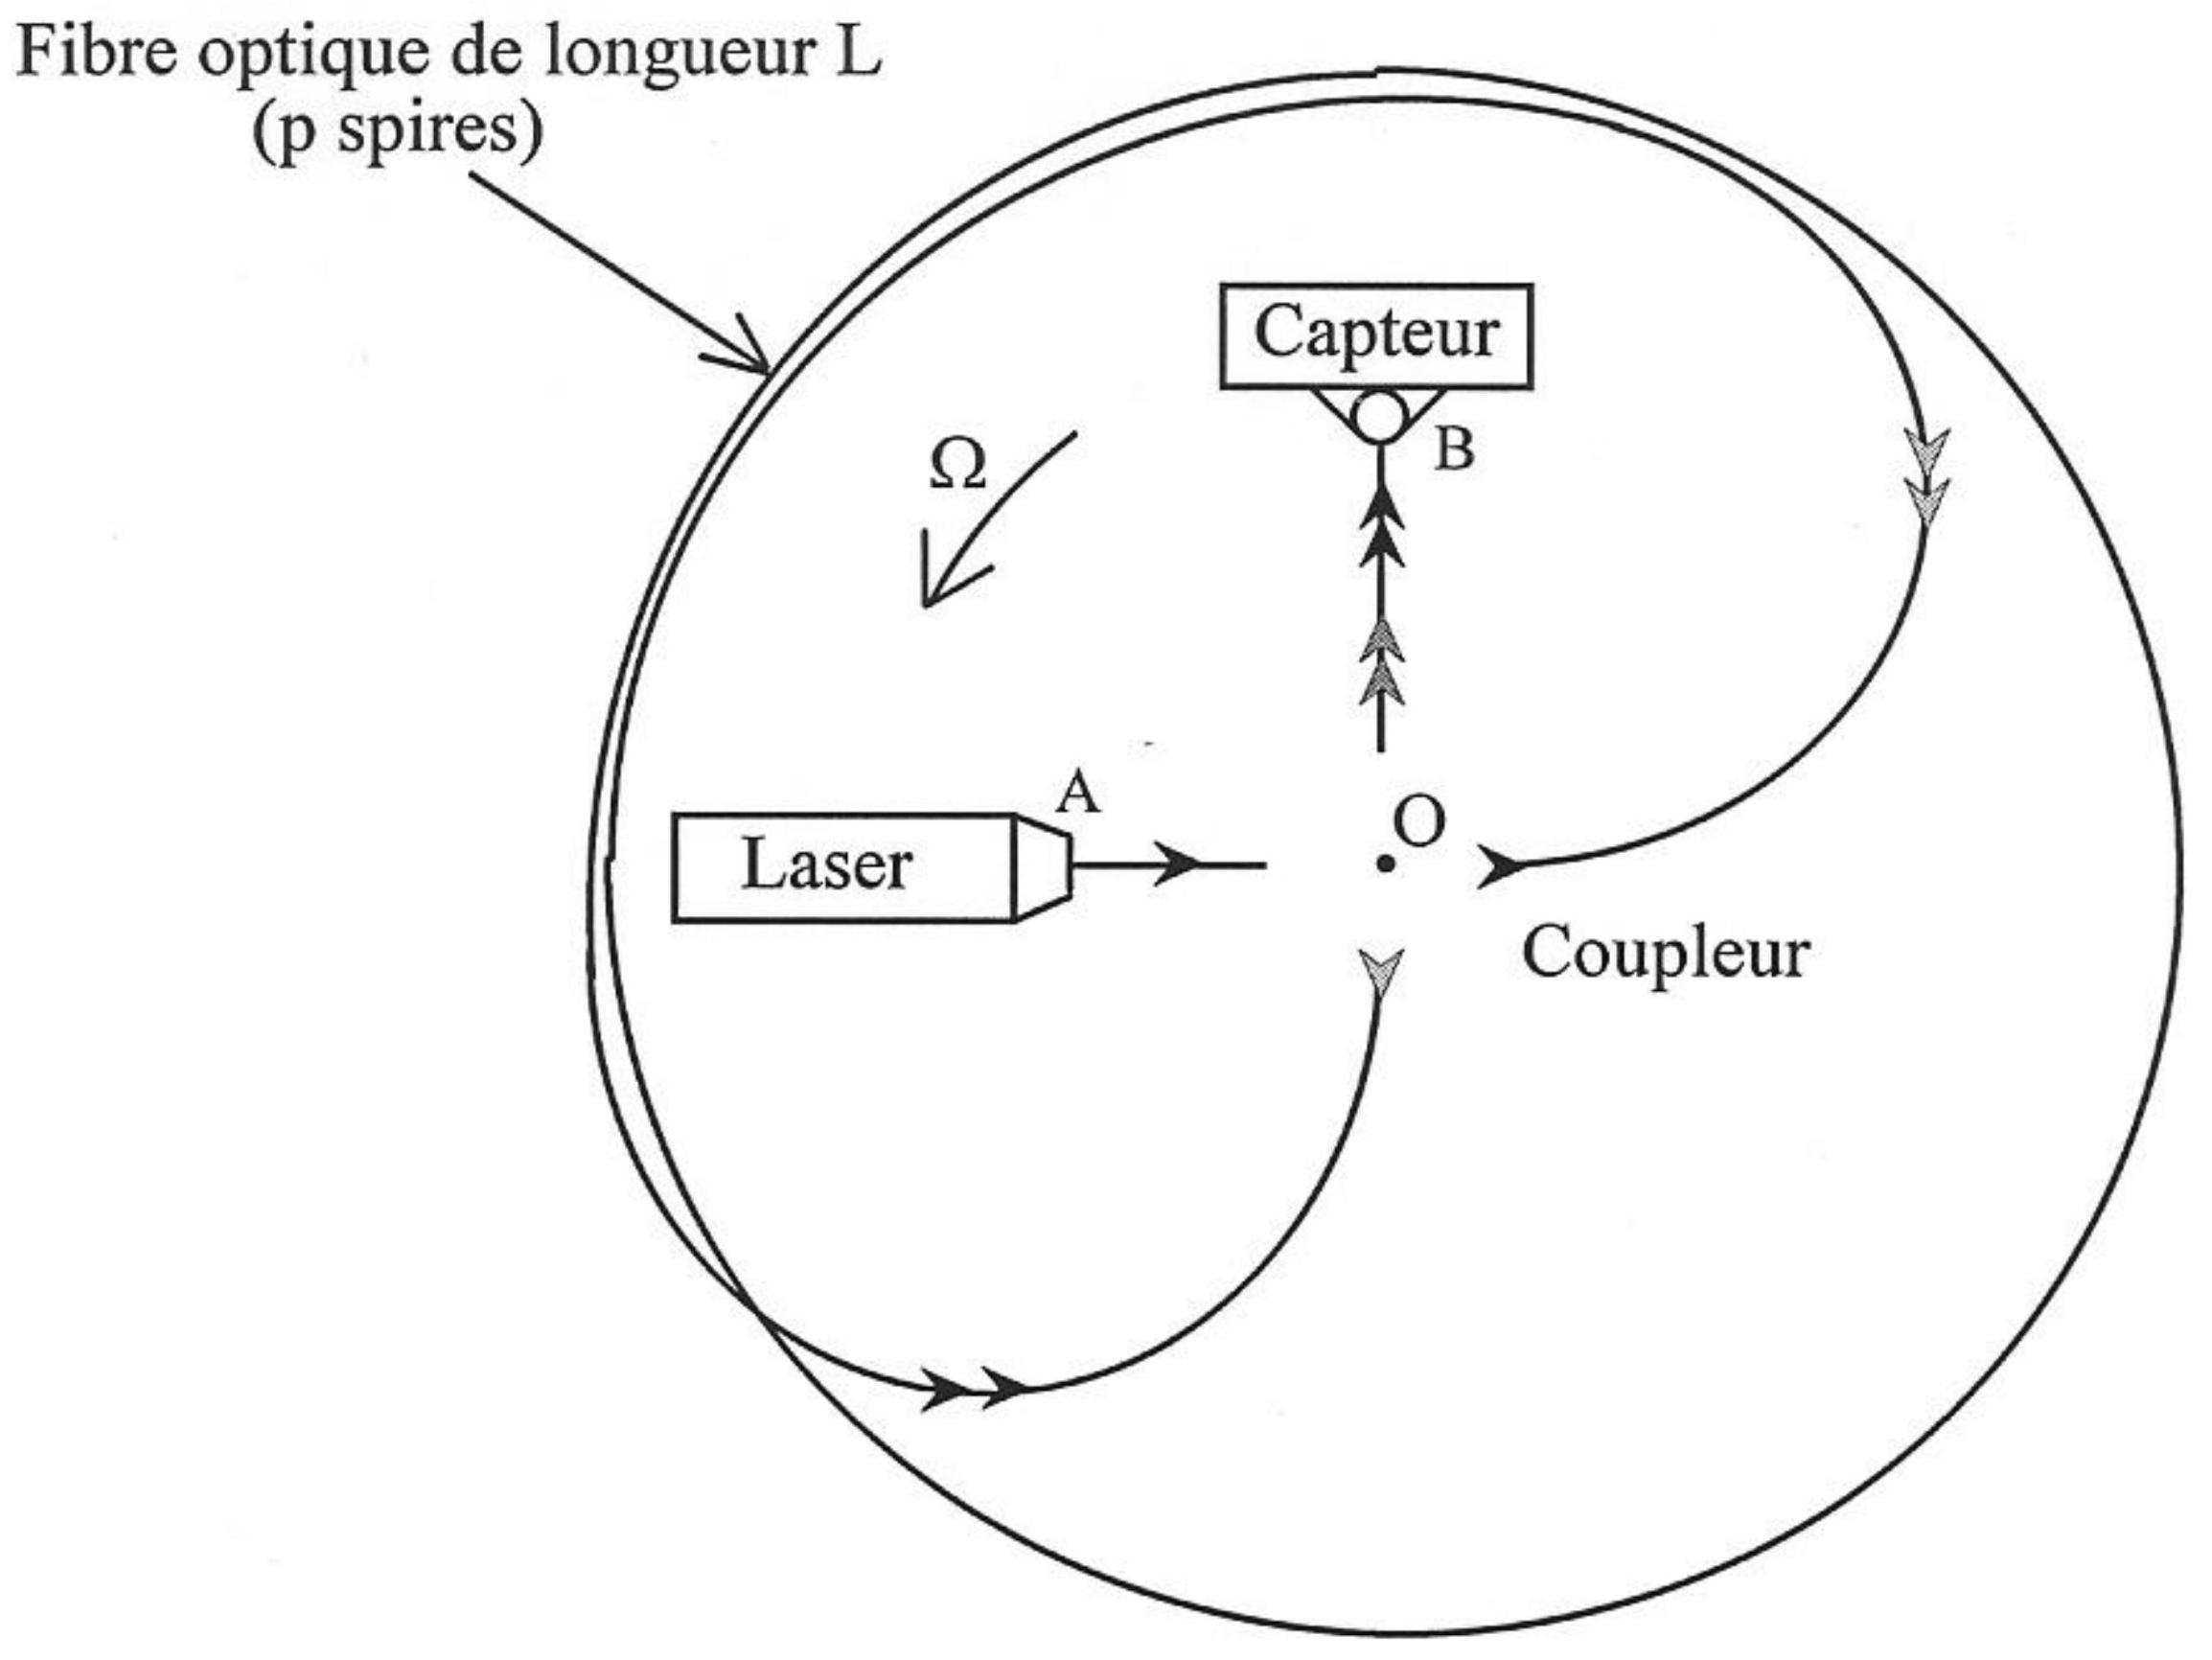 Fibre optique de longueur L
(p spires)
Capteur
B
Ω
A
Laser
O
Coupleur